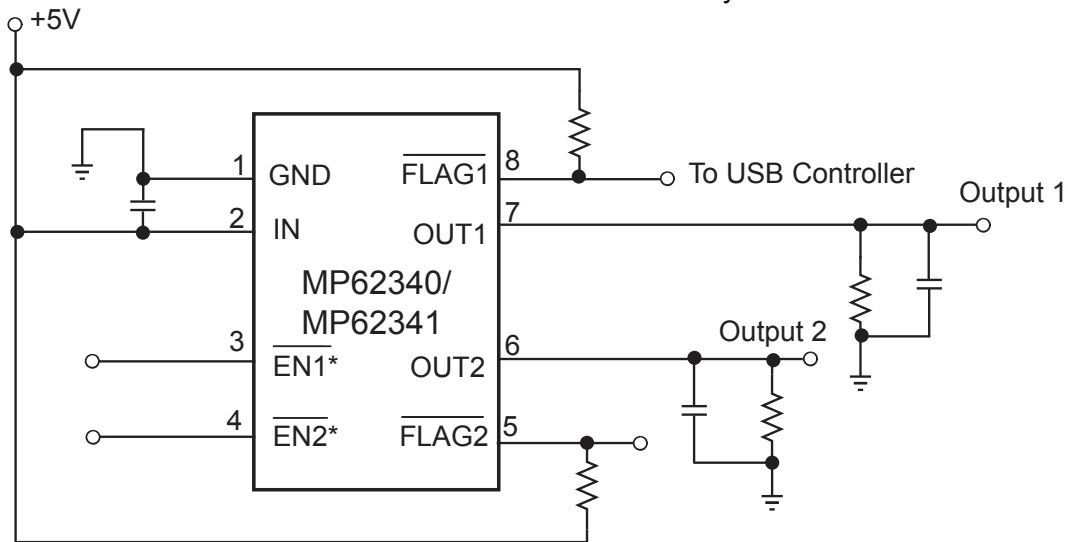 +5V
1
GND
FLAG1
8
To USB Controller
2
IN
OUT1
7
Output 1
MP62340/
MP62341
3
EN1*
OUT2
6
Output 2
4
EN2*
FLAG2
5